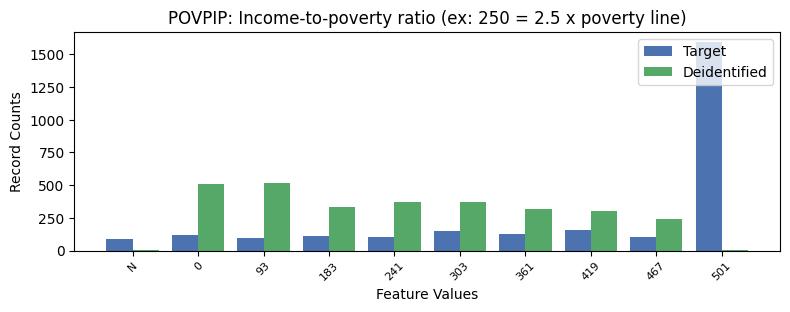 POVPIP: Income-to-poverty ratio (ex: 250 = 2.5 x poverty line)
Target
Deidentified
Record Counts
1500
1250
1000
750
500
250
0
N
0
93
183
241
303
361
419
467
501
Feature Values